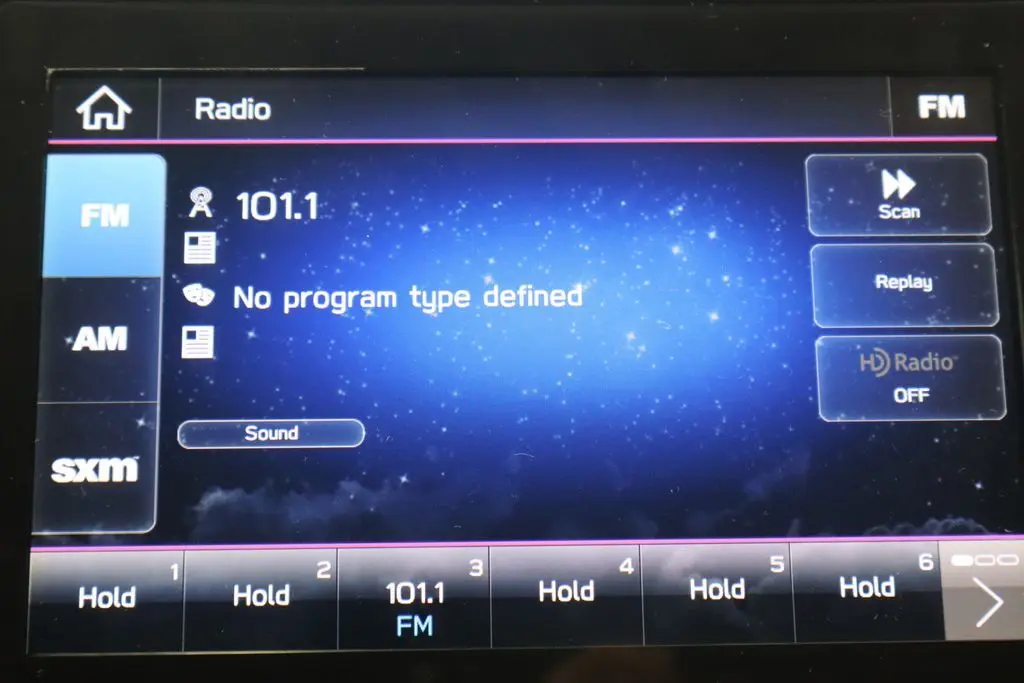 Radio
FM
FM
101.1
Scan
No program type defined
Replay
AM
HD Radio™
OFF
Sound
sxm
1
2
3
4
5
6
Hold
Hold
101.1
Hold
Hold
Hold
FM